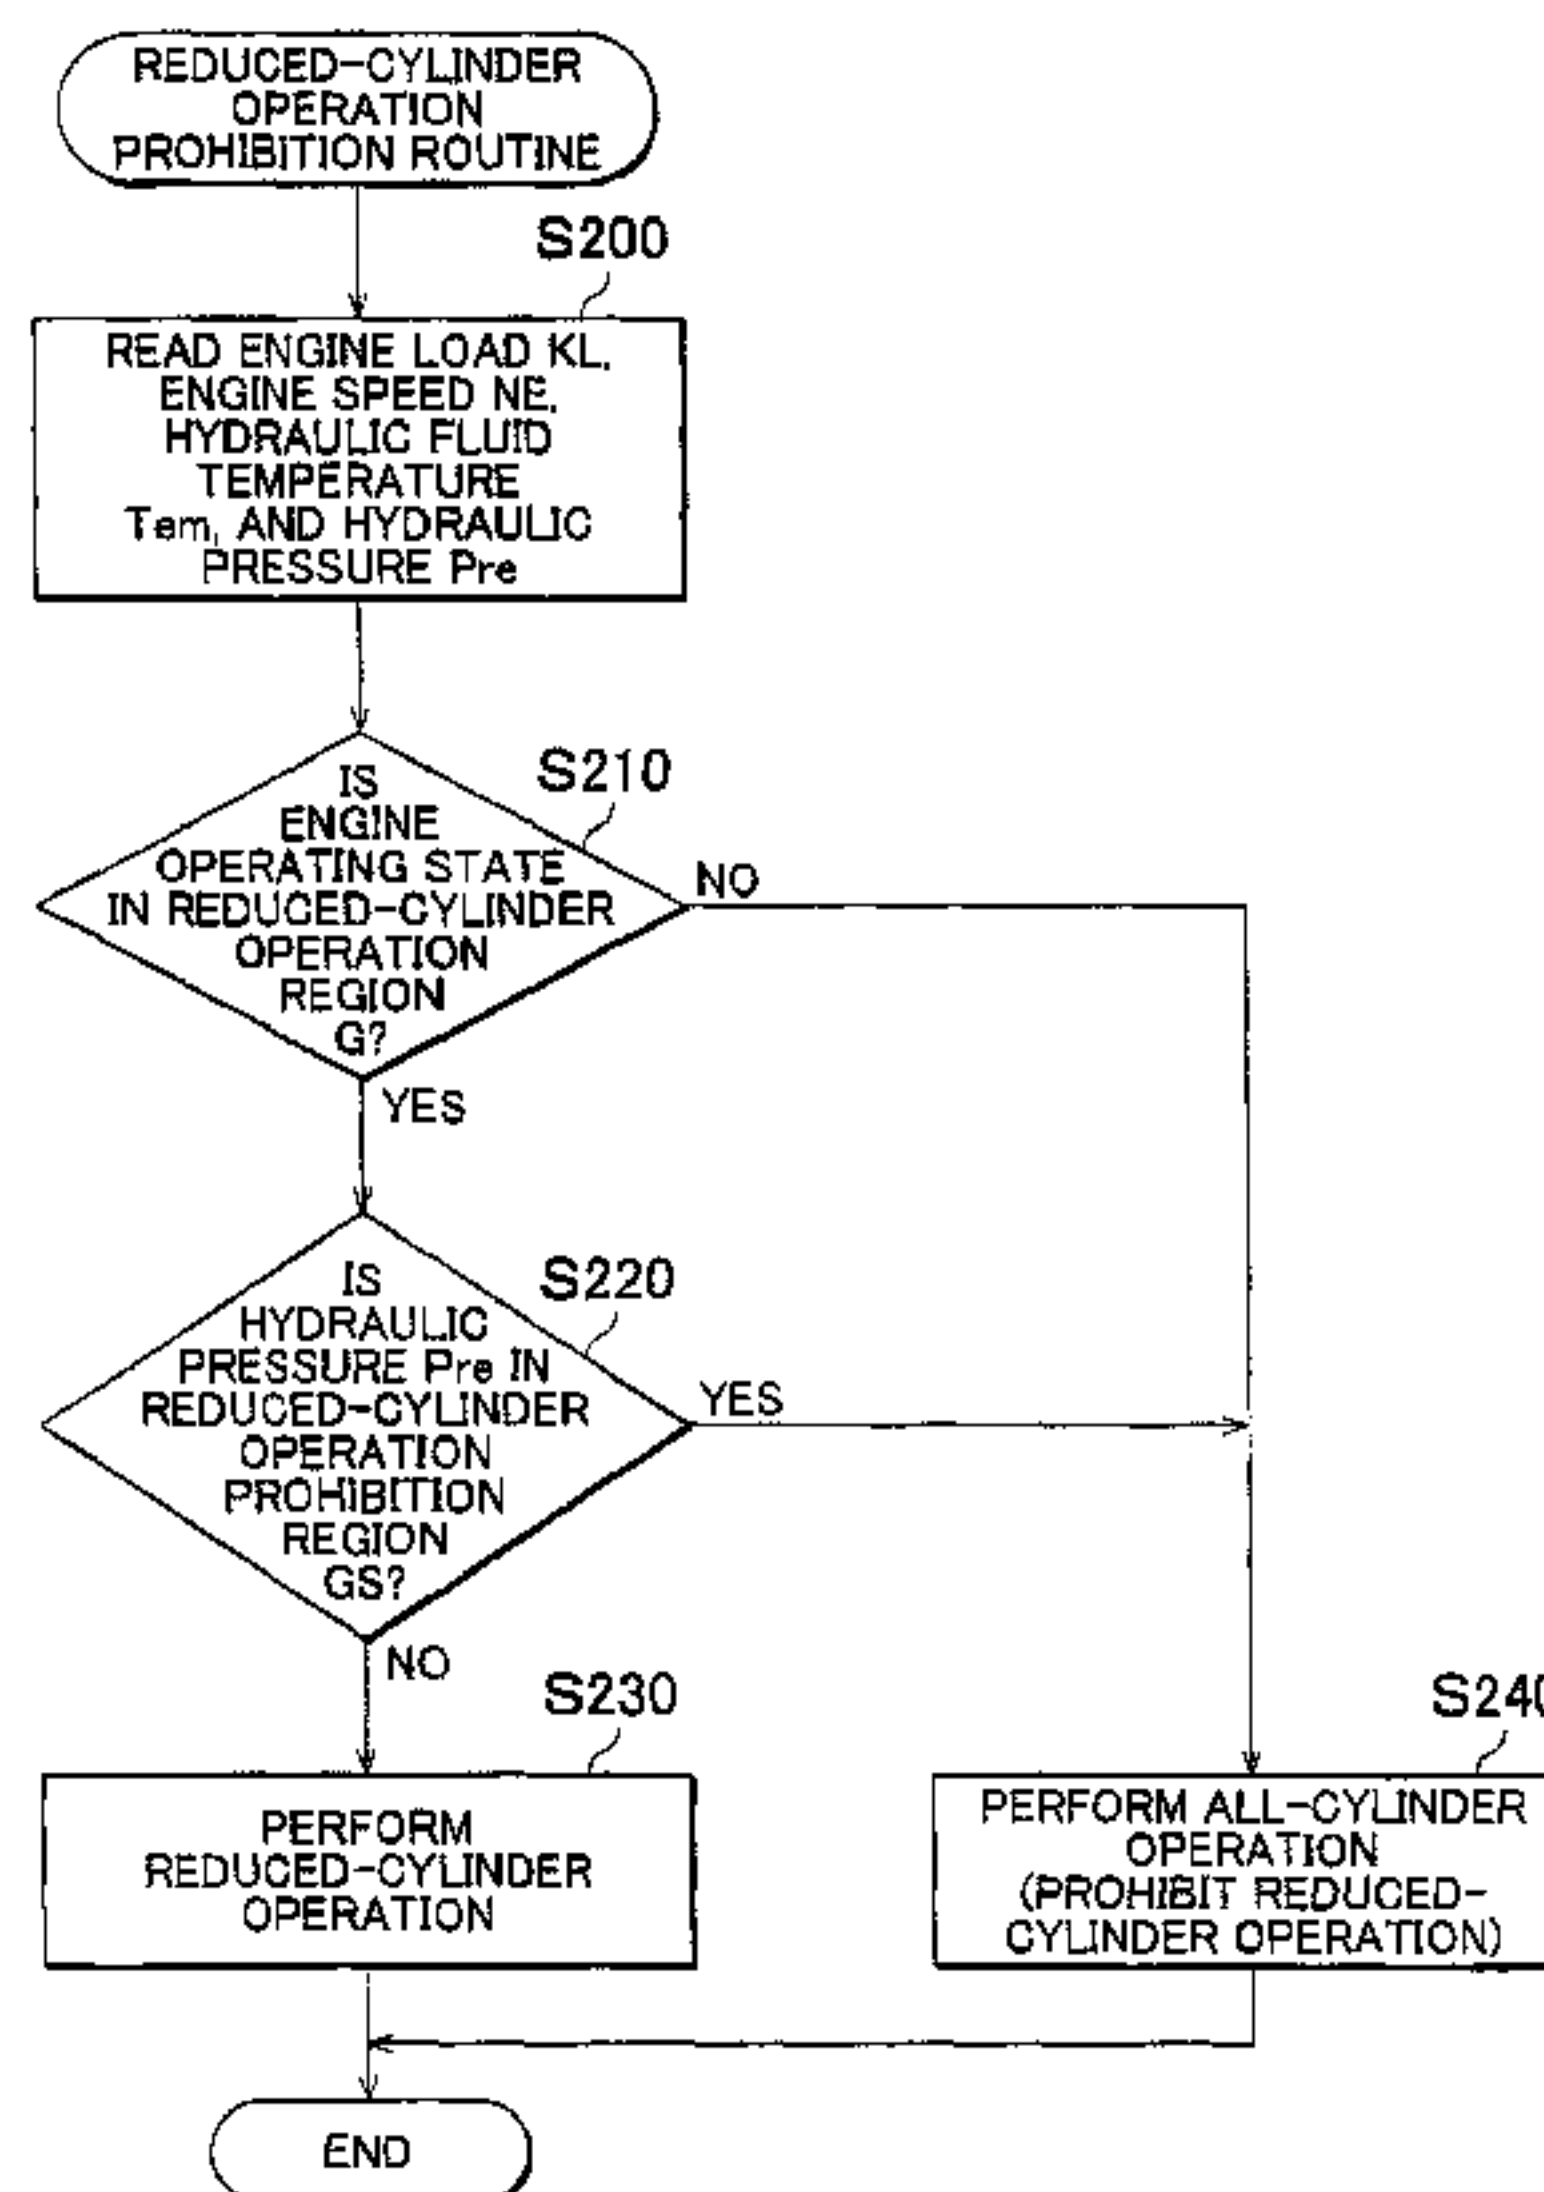 REDUCED-CYLINDER
OPERATION
PROHIBITION ROUTINE
S200
READ ENGINE LOAD KL,
ENGINE SPEED NE,
HYDRAULIC FLUID
TEMPERATURE
Tem, AND HYDRAULIC
PRESSURE Pre
S210
IS
ENGINE
OPERATING STATE
IN REDUCED-CYLINDER
OPERATION
REGION
G?
NO
YES
S220
IS
HYDRAULIC
PRESSURE Pre IN
REDUCED-CYLINDER
OPERATION
PROHIBITION
REGION
GS?
YES
NO
S230
PERFORM
REDUCED-CYLINDER
OPERATION
S240
PERFORM ALL-CYLINDER
OPERATION
(PROHIBIT REDUCED-
CYLINDER OPERATION)
END